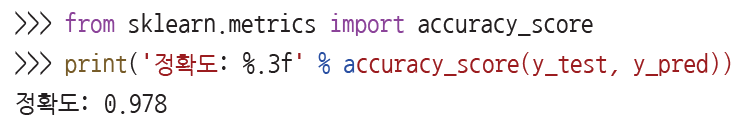 >>> from sklearn.metrics import accuracy_score
>>> print('정확도: %.3f' % accuracy_score(y_test, y_pred))
정확도: 0.978